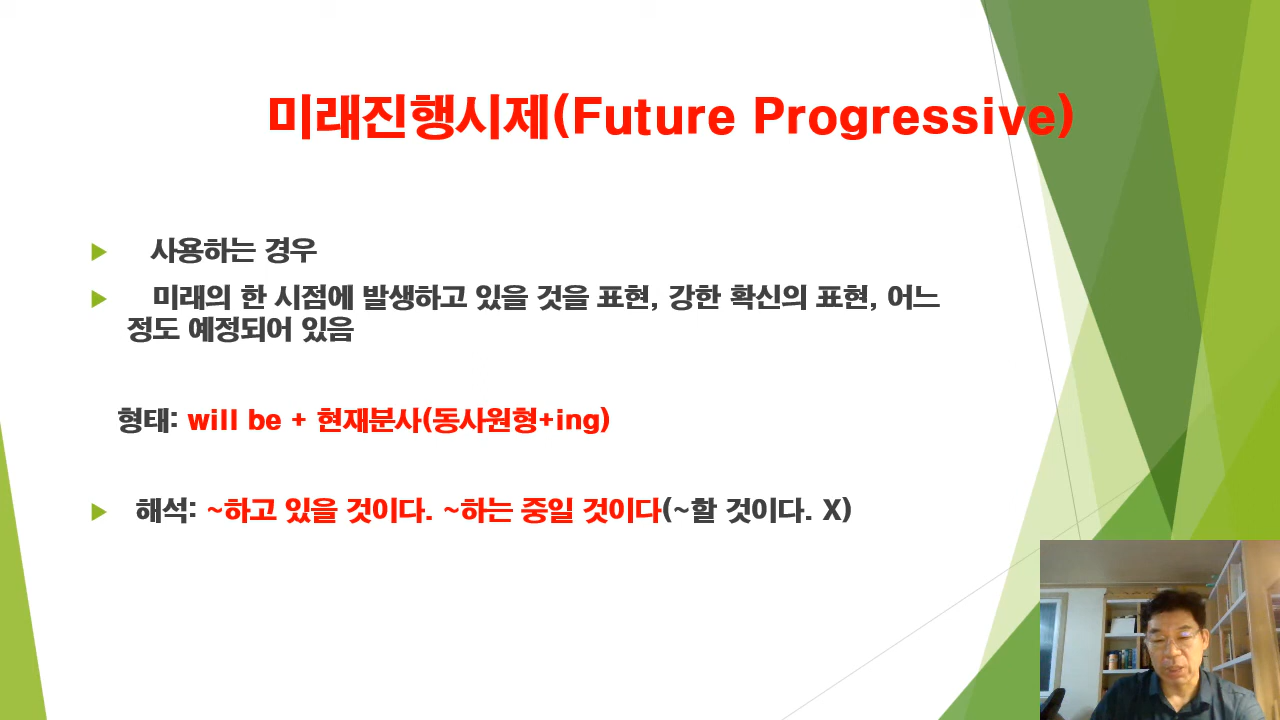 미래진행시제(Future Progressive)
사용하는 경우
미래의 한 시점에 발생하고 있을 것을 표현, 강한 확신의 표현, 어느
정도 예정되어 있음
형태: will be + 현재분사(동사원형+ing)
해석: ~하고 있을 것이다. ~하는 중일 것이다(~할 것이다. X)